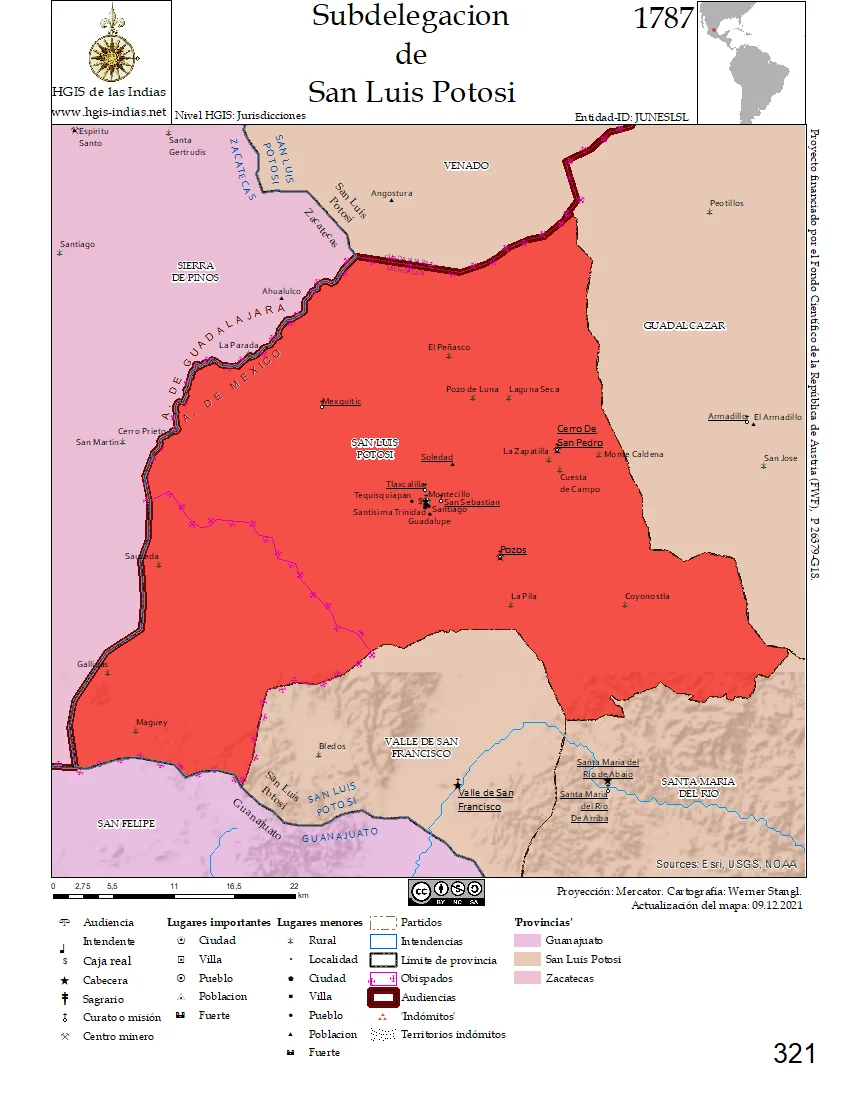 Subdelegacion
de
San Luis Potosi
1787
HGIS de las Indias
www.hgis-indias.net
Nivel HGIS: Jurisdicciones
Entidad-ID: JUNESLSL
Espiritu
Santo
Santa
Gertrudis
ZACATECAS
SAN LUIS
POTOSI
VENADO
San Luis
Potosi
Zacatecas
Angostura
Peotillos
Santiago
SIERRA
DE PINOS
Ahualulco
GUADALCAZAR
A. DE GUADALAJARA
A. DE MEXICO
La Parada
El Peñasco
Pozo de Luna
Laguna Seca
Mexquitic
Armadillo
El Armadillo
Cerro Prieto
San Martin
SAN LUIS
POTOSI
Cerro De
San Pedro
La Zapatilla
Monte Caldena
San Jose
Soledad
Cuesta
de Campo
Tlaxcalilla
Tequisquiapan
Montecillo
San Sebastian
Santisima Trinidad
Santiago
Guadalupe
Pozos
La Pila
Coyonostla
Maguey
Bledos
VALLE DE SAN
FRANCISCO
San Luis
Potosi
Guanajuato
SAN LUIS
POTOSI
GUANAJUATO
Valle de San
Francisco
Santa Maria del
Rio de Abajo
Santa Maria
del Rio
De Arriba
SANTA MARIA
DEL RIO
SAN FELIPE
Sources: Esri, USGS, NOAA
Proyecto financiado por el Fondo Científico de la República de Austria (FWF), P 26379-G18.
0 2,75 5,5 11 16,5 22
km
CC BY NC SA
Proyección: Mercator. Cartografía: Werner Stangl.
Actualización del mapa: 09.12.2021
Audiencia
Intendente
Caja real
Cabecera
Sagrario
Curato o misión
Centro minero
Lugares importantes
Ciudad
Villa
Pueblo
Poblacion
Fuerte
Lugares menores
Rural
Localidad
Ciudad
Villa
Pueblo
Poblacion
Fuerte
Partidos
Intendencias
Límite de provincia
Obispados
Audiencias
'Indómitos'
Territorios indómitos
'Provincias'
Guanajuato
San Luis Potosi
Zacatecas
321